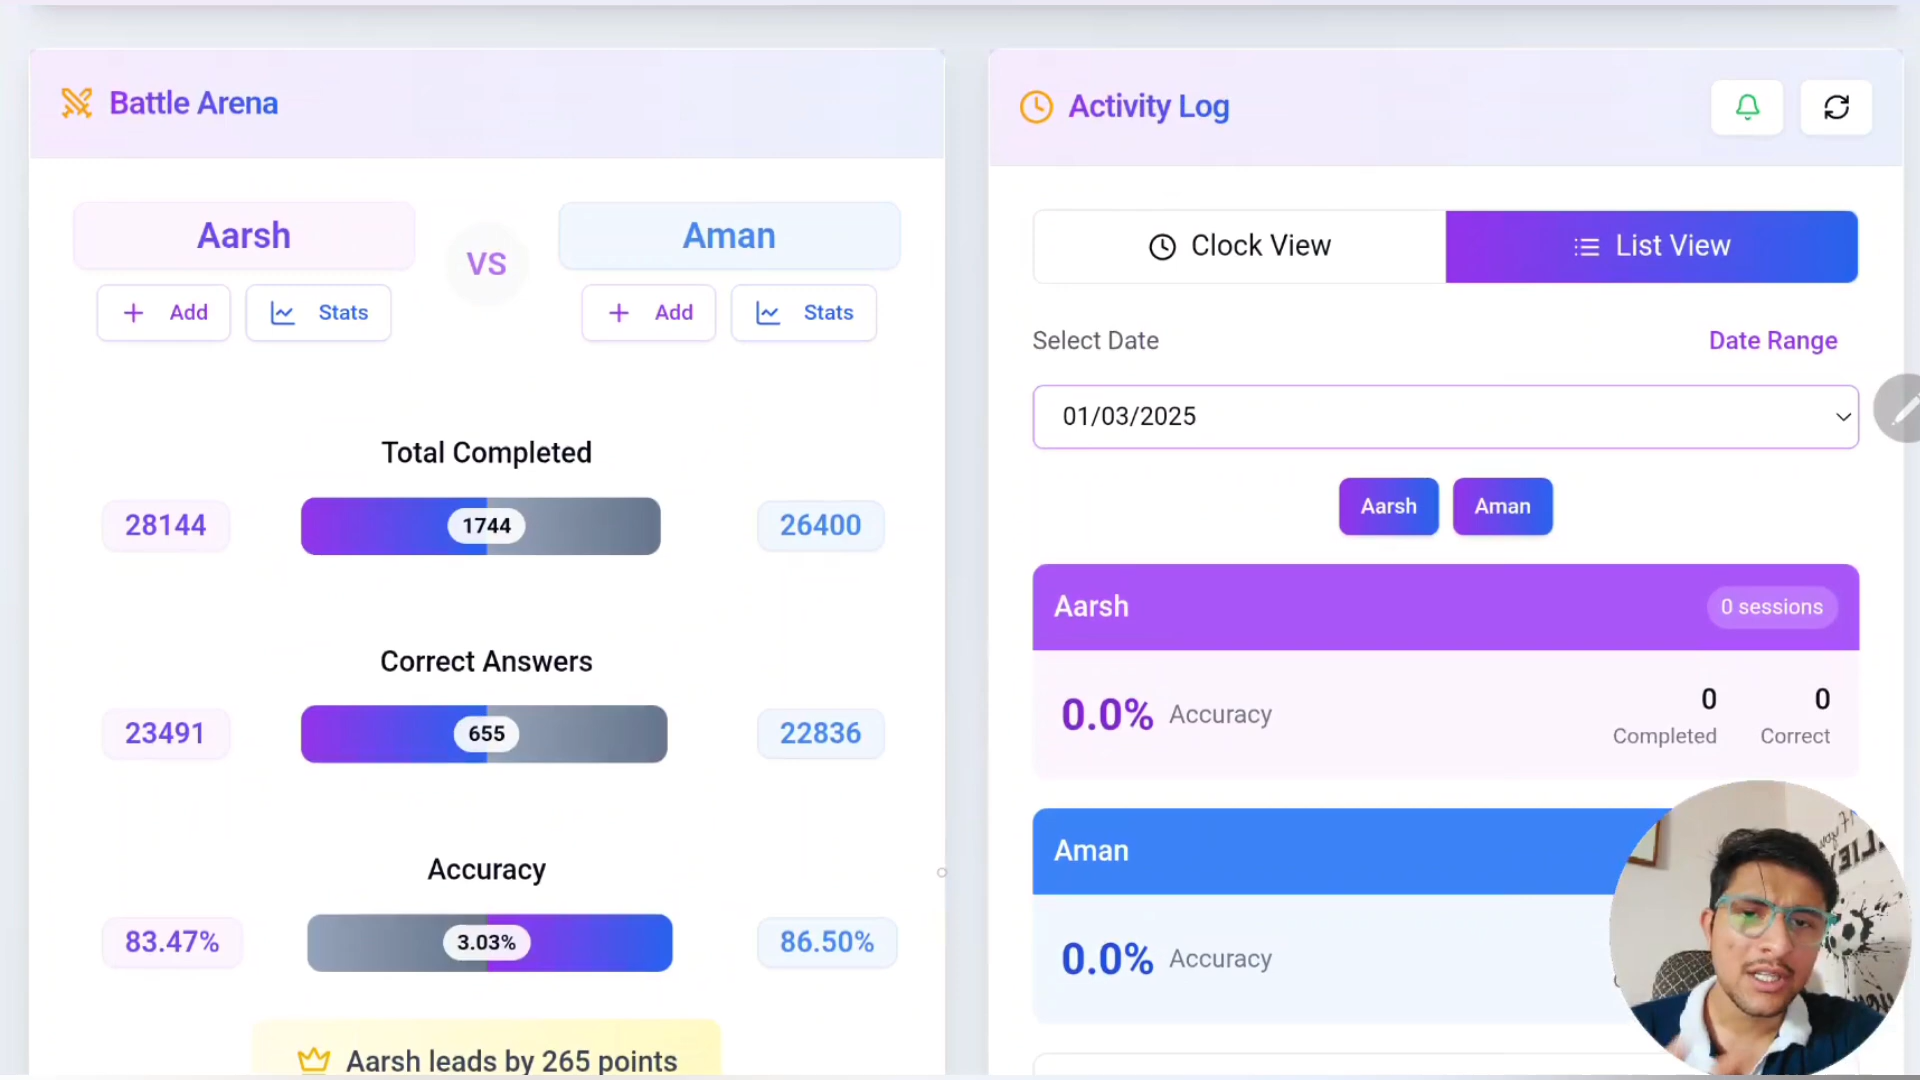 Battle Arena
Aarsh
VS
Aman
Add
Stats
Add
Stats
Total Completed
28144
1744
26400
Correct Answers
23491
655
22836
Accuracy
83.47%
3.03%
86.50%
Aarsh leads by 265 points
Activity Log
Clock View
List View
Select Date
Date Range
01/03/2025
Aarsh
Aman
Aarsh
0 sessions
0.0% Accuracy
0
Completed
0
Correct
Aman
0.0% Accuracy